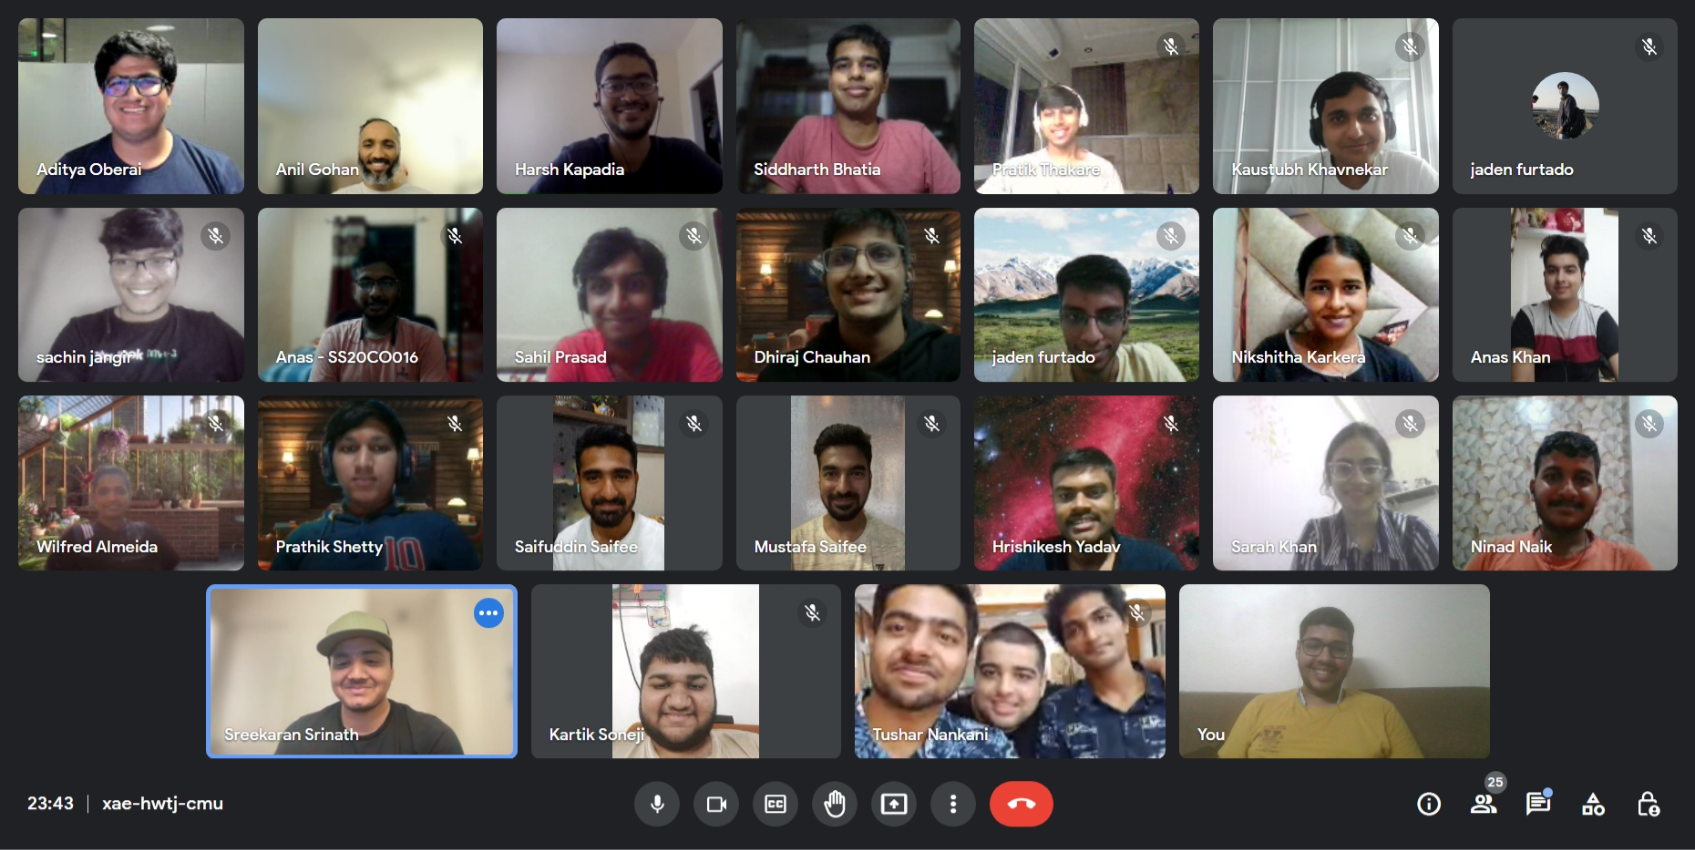 Aditya Oberai
Anil Gohan
Harsh Kapadia
Siddharth Bhatia
Pratik Thakare
Kaustubh Khavnekar
jaden furtado
sachin jangir
Anas - SS20CO016
Sahil Prasad
Dhiraj Chauhan
jaden furtado
Nikshitha Karkera
Anas Khan
Wilfred Almeida
Prathik Shetty
10
Saifuddin Saifee
Mustafa Saifee
Hrishikesh Yadav
Sarah Khan
Ninad Naik
Sreekaran Srinath
Kartik Soneji
Tushar Nankani
You
23:43 | xae-hwtj-cmu
CC
25